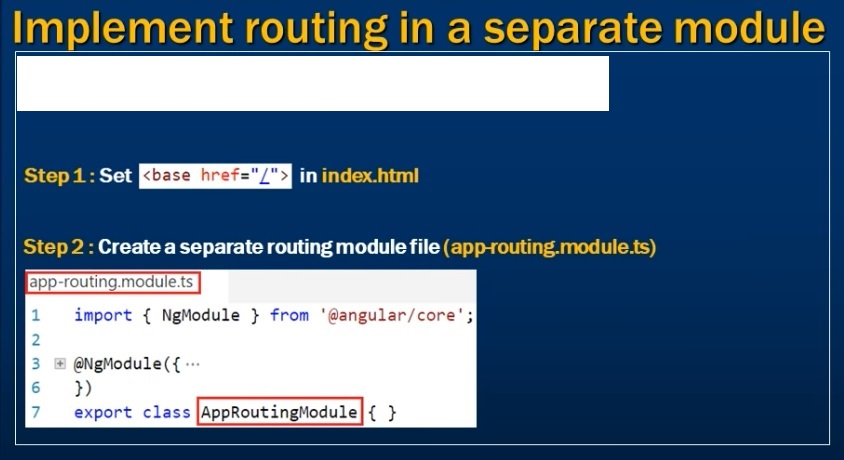 Implement routing in a separate module
Step 1 : Set <base href="/"> in index.html
Step 2 : Create a separate routing module file (app-routing.module.ts)
app-routing.module.ts
1 import { NgModule } from '@angular/core';
2
3 @NgModule({ ...
6 })
7 export class AppRoutingModule { }